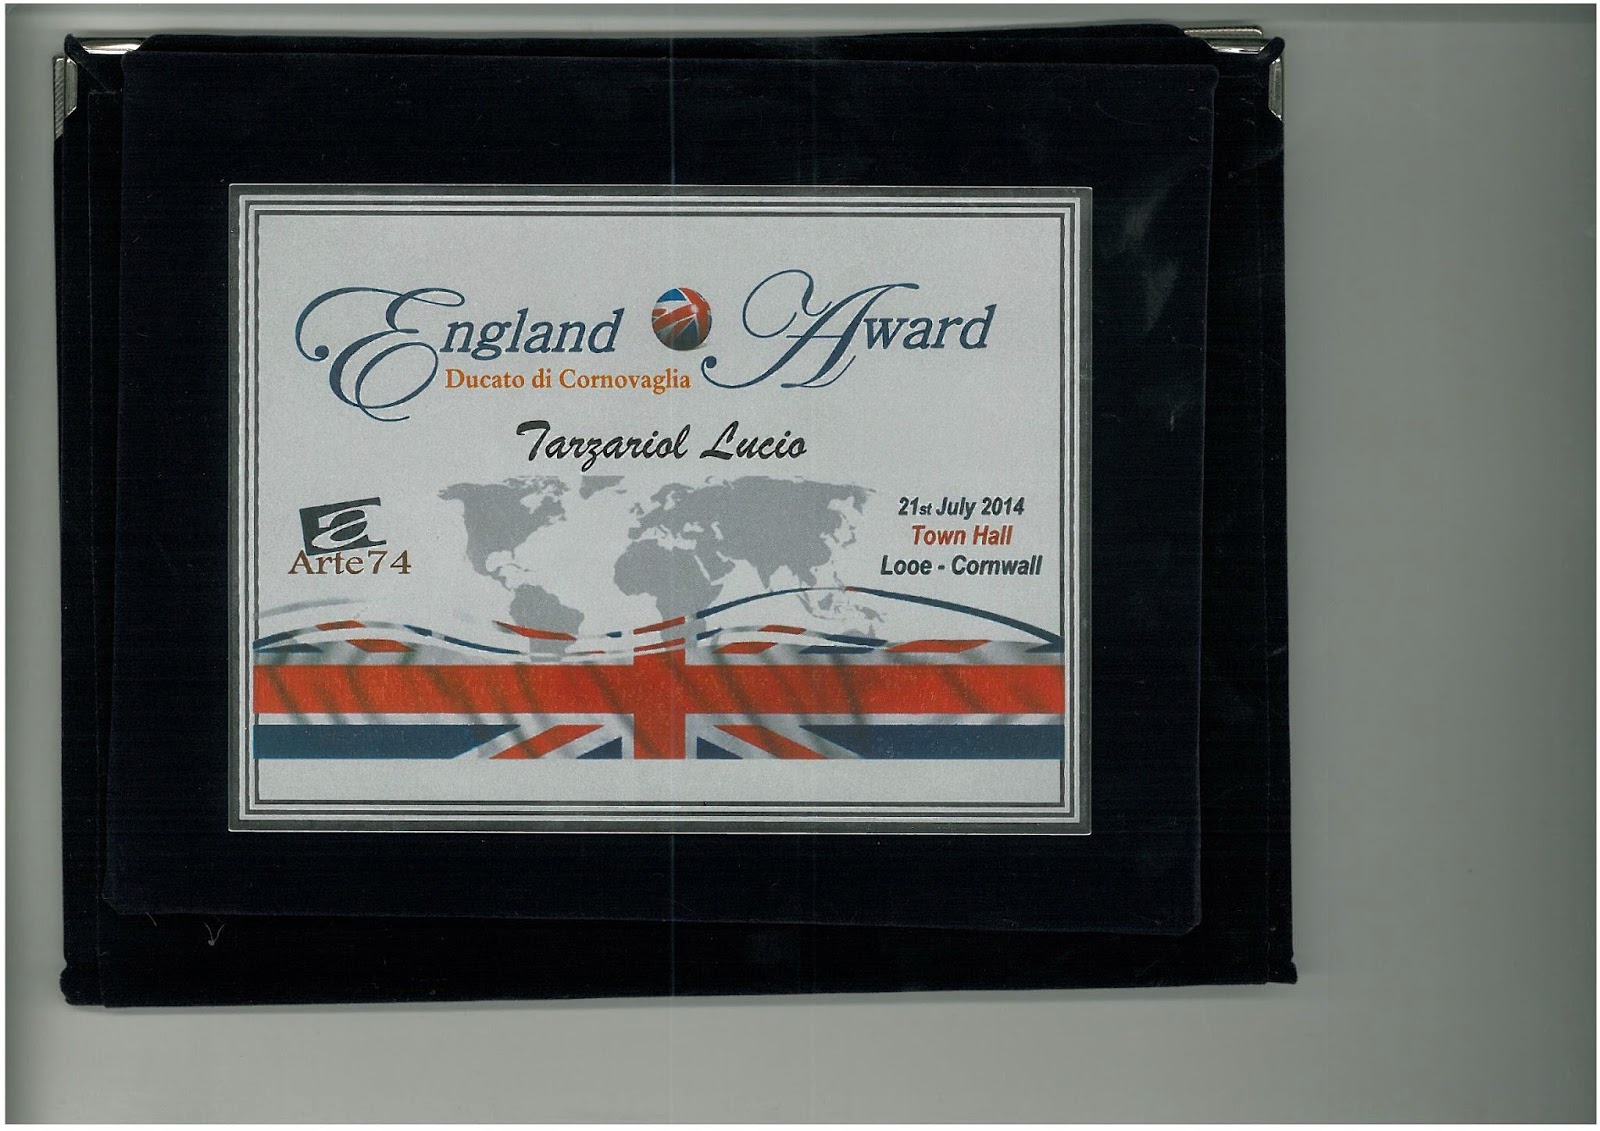 England Award
Ducato di Cornovaglia
Tarzariol Lucio
21st July 2014
Town Hall
Looe - Cornwall
Arte74